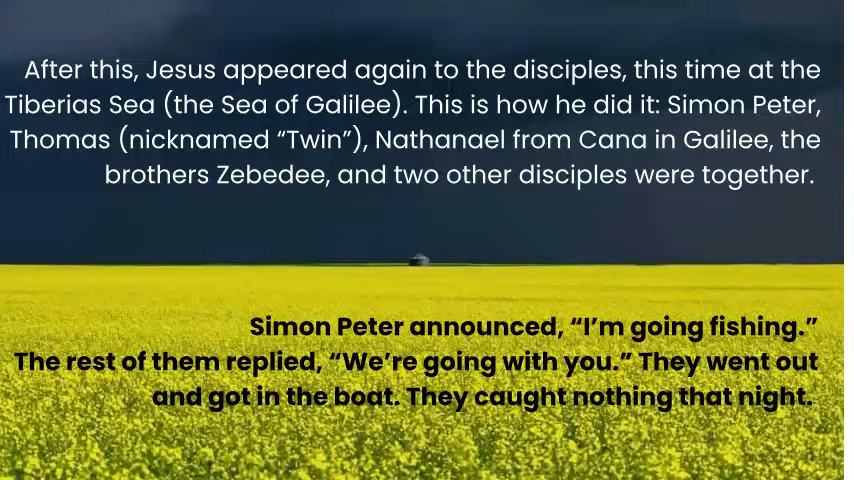 After this, Jesus appeared again to the disciples, this time at the
Tiberias Sea (the Sea of Galilee). This is how he did it: Simon Peter,
Thomas (nicknamed “Twin”), Nathanael from Cana in Galilee, the
brothers Zebedee, and two other disciples were together.
Simon Peter announced, “I’m going fishing.”
The rest of them replied, “We’re going with you.” They went out
and got in the boat. They caught nothing that night.